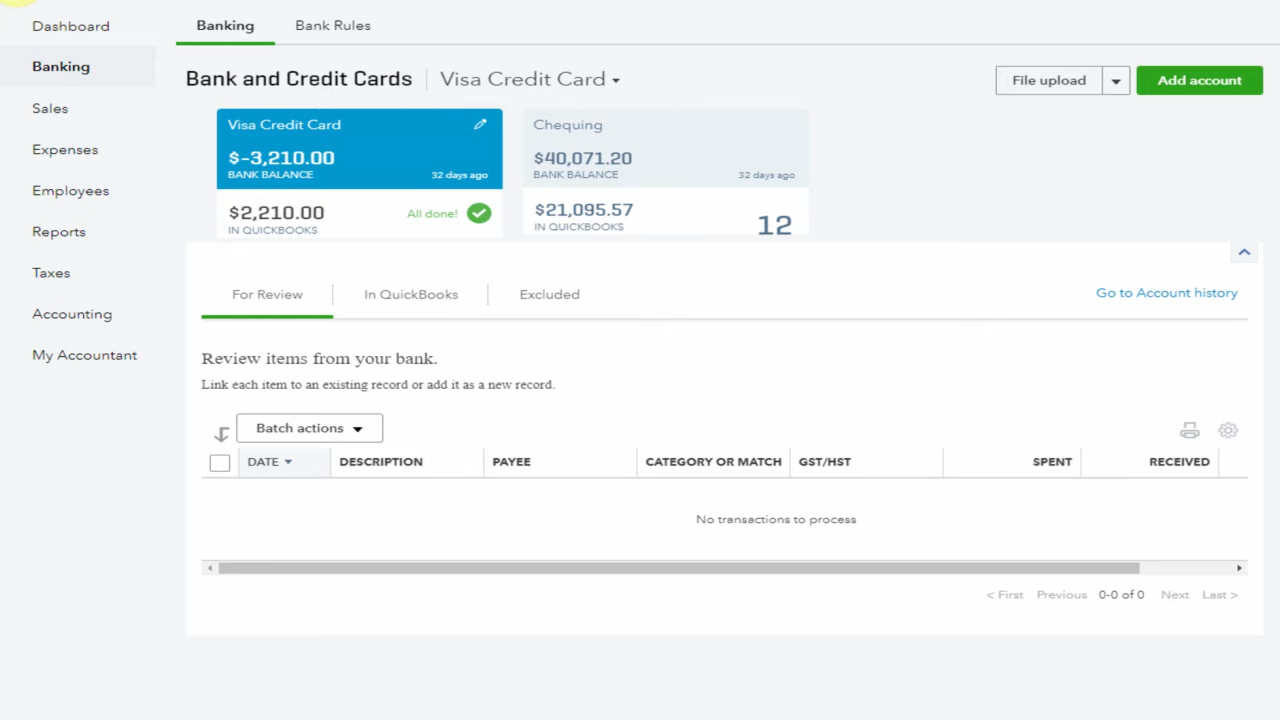 Dashboard
Banking
Sales
Expenses
Employees
Reports
Taxes
Accounting
My Accountant
Banking Bank Rules
Bank and Credit Cards Visa Credit Card
File upload Add account
Visa Credit Card
$-3,210.00
BANK BALANCE 32 days ago
$2,210.00 All done!
IN QUICKBOOKS
Chequing
$40,071.20
BANK BALANCE 32 days ago
$21,095.57
IN QUICKBOOKS 12
For Review In QuickBooks Excluded Go to Account history
Review items from your bank.
Link each item to an existing record or add it as a new record.
Batch actions
DATE DESCRIPTION PAYEE CATEGORY OR MATCH GST/HST SPENT RECEIVED
No transactions to process
< First Previous 0-0 of 0 Next Last >